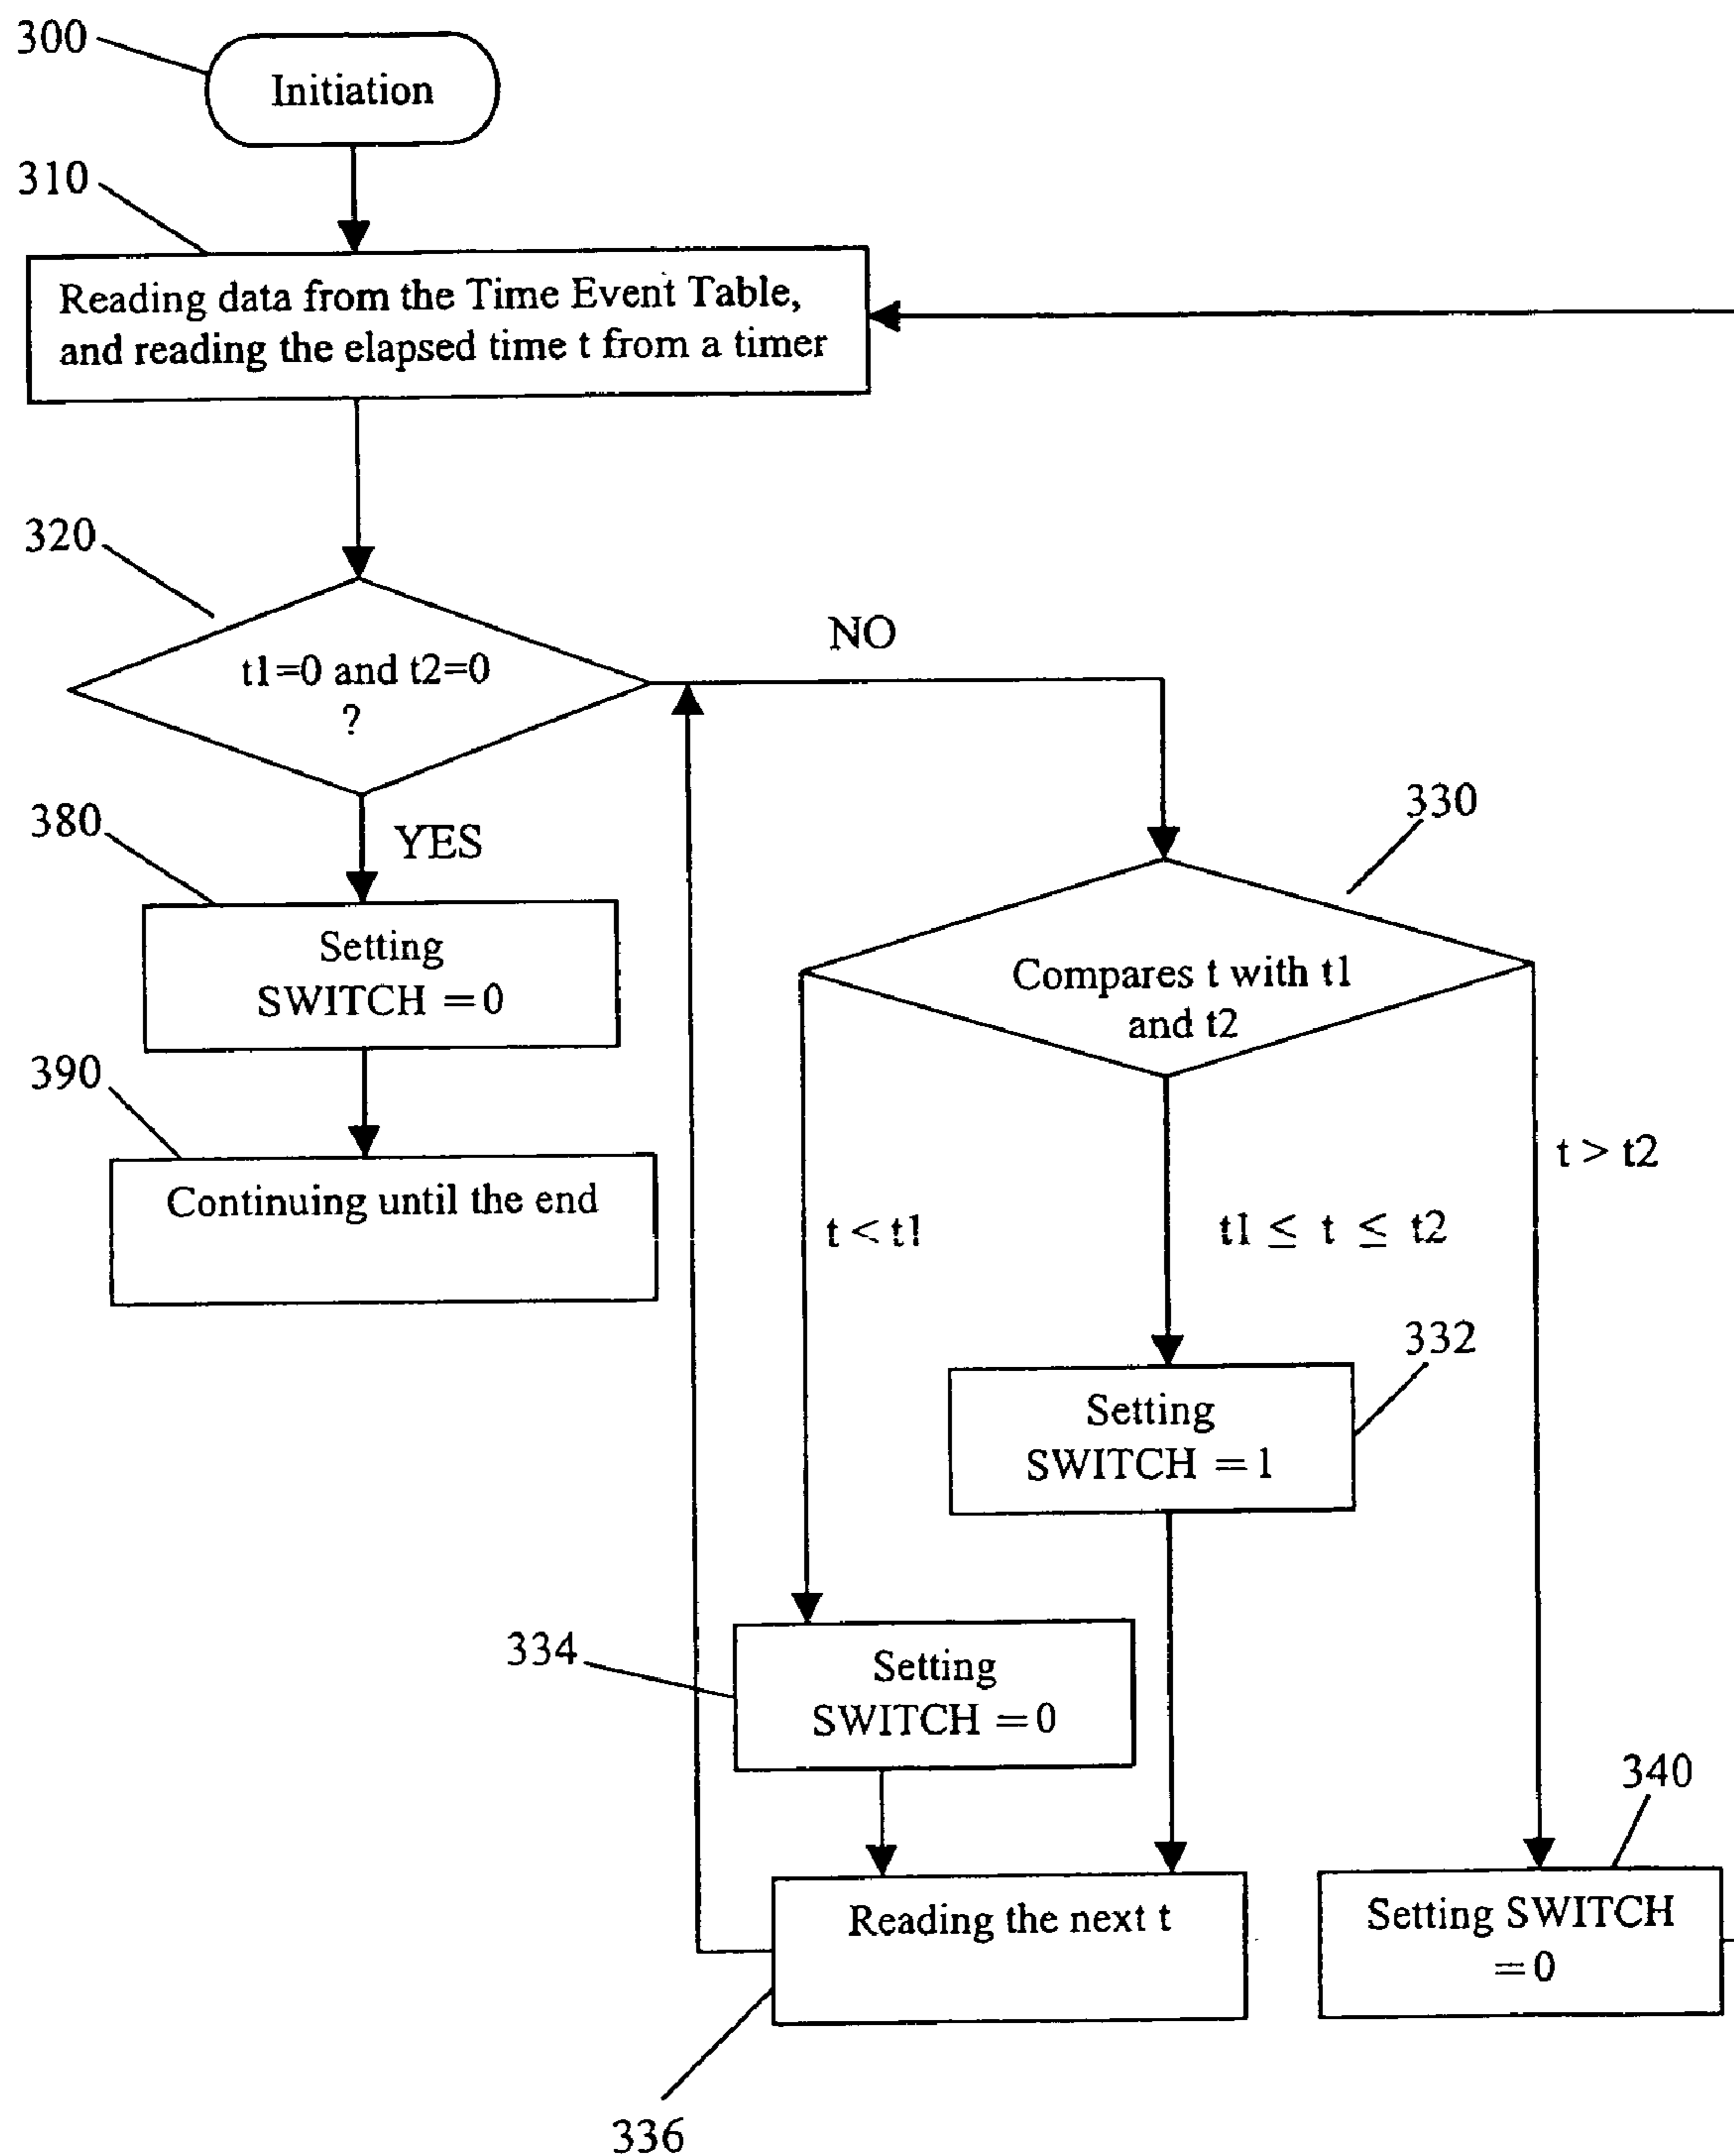 300
Initiation
310
Reading data from the Time Event Table,
and reading the elapsed time t from a timer
320
t1=0 and t2=0
?
NO
380
YES
Setting
SWITCH = 0
390
Continuing until the end
330
Compares t with t1
and t2
t < t1
t1 ≤ t ≤ t2
t > t2
332
Setting
SWITCH = 1
334
Setting
SWITCH = 0
340
Reading the next t
Setting SWITCH
= 0
336